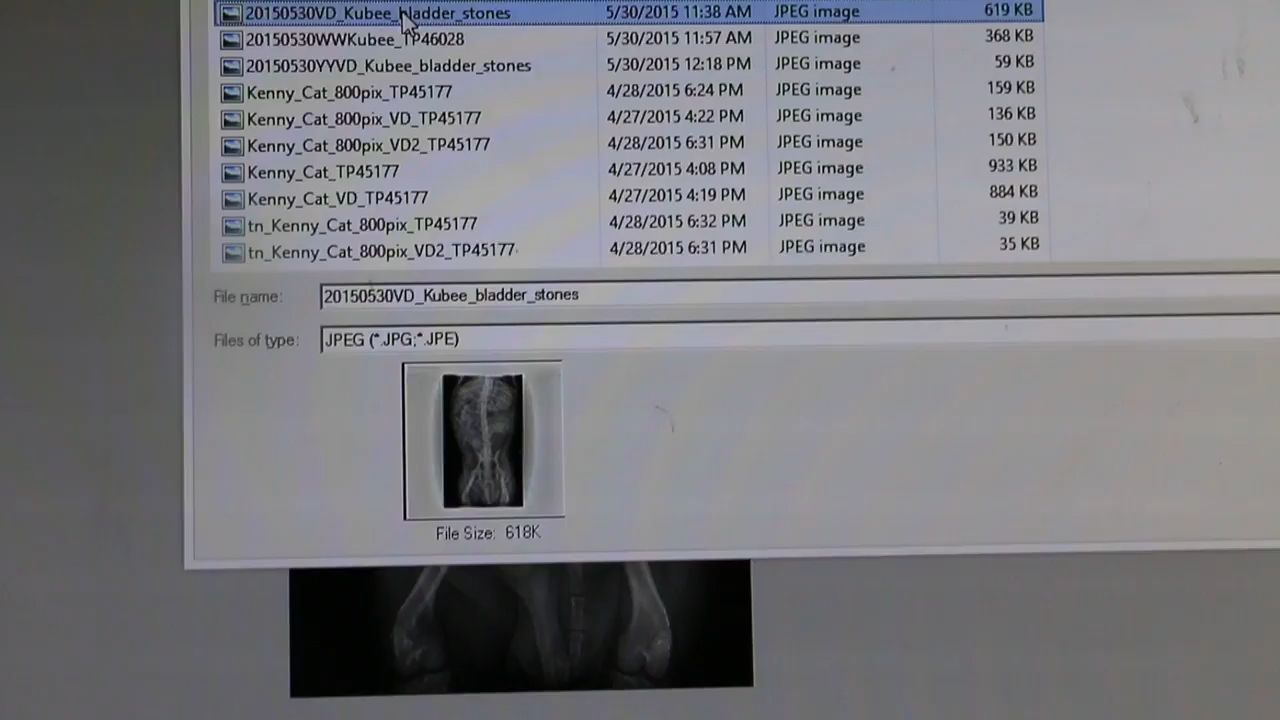 20150530VD_Kubee_bladder_stones 5/30/2015 11:38 AM JPEG image 619 KB
20150530WWKubee_TP46028 5/30/2015 11:57 AM JPEG image 368 KB
20150530YYVD_Kubee_bladder_stones 5/30/2015 12:18 PM JPEG image 59 KB
Kenny_Cat_800pix_TP45177 4/28/2015 6:24 PM JPEG image 159 KB
Kenny_Cat_800pix_VD_TP45177 4/27/2015 4:22 PM JPEG image 136 KB
Kenny_Cat_800pix_VD2_TP45177 4/28/2015 6:31 PM JPEG image 150 KB
Kenny_Cat_TP45177 4/27/2015 4:08 PM JPEG image 933 KB
Kenny_Cat_VD_TP45177 4/27/2015 4:19 PM JPEG image 884 KB
tn_Kenny_Cat_800pix_TP45177 4/28/2015 6:32 PM JPEG image 39 KB
tn_Kenny_Cat_800pix_VD2_TP45177 4/28/2015 6:31 PM JPEG image 35 KB
File name: 20150530VD_Kubee_bladder_stones
Files of type: JPEG (*.JPG;*.JPE)
File Size: 618K